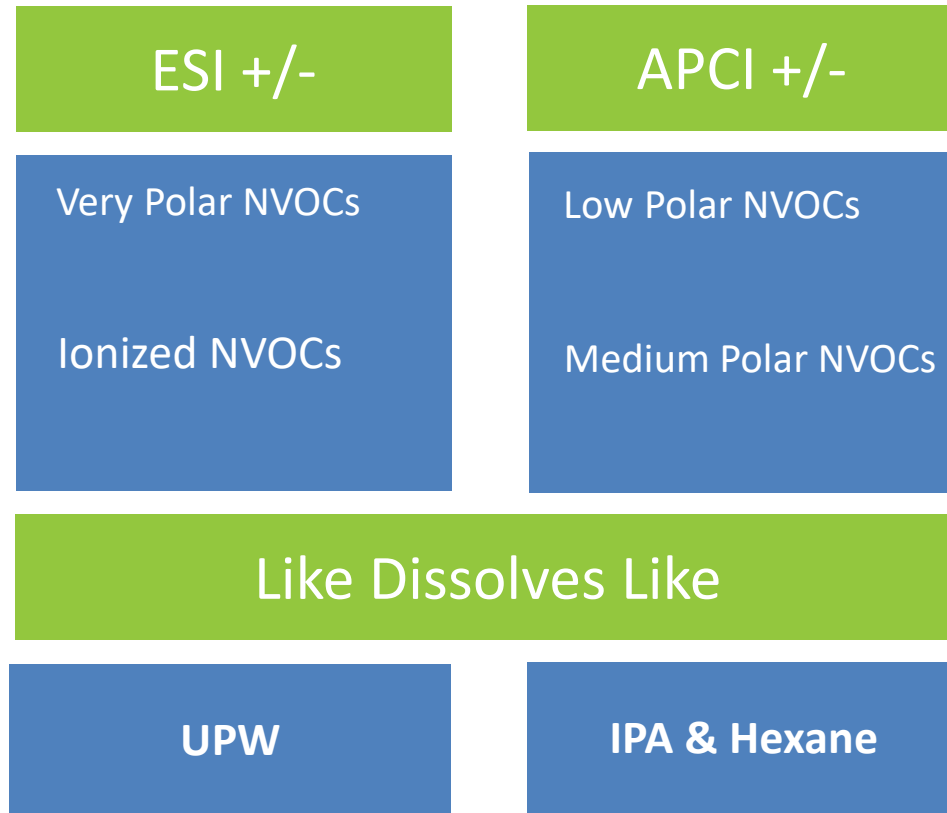 ESI +/-
APCI +/-
Very Polar NVOCs
Ionized NVOCs
Low Polar NVOCs
Medium Polar NVOCs
Like Dissolves Like
UPW
IPA & Hexane